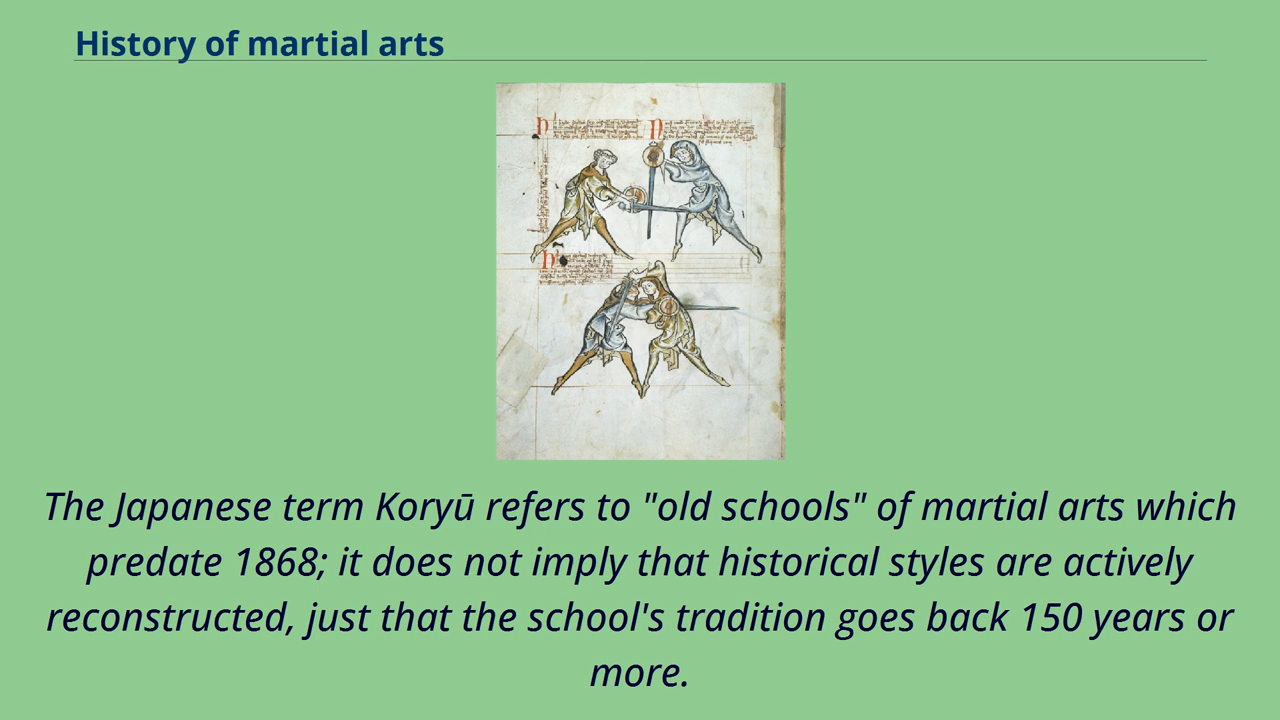 History of martial arts
The Japanese term Koryū refers to "old schools" of martial arts which
predate 1868; it does not imply that historical styles are actively
reconstructed, just that the school's tradition goes back 150 years or
more.